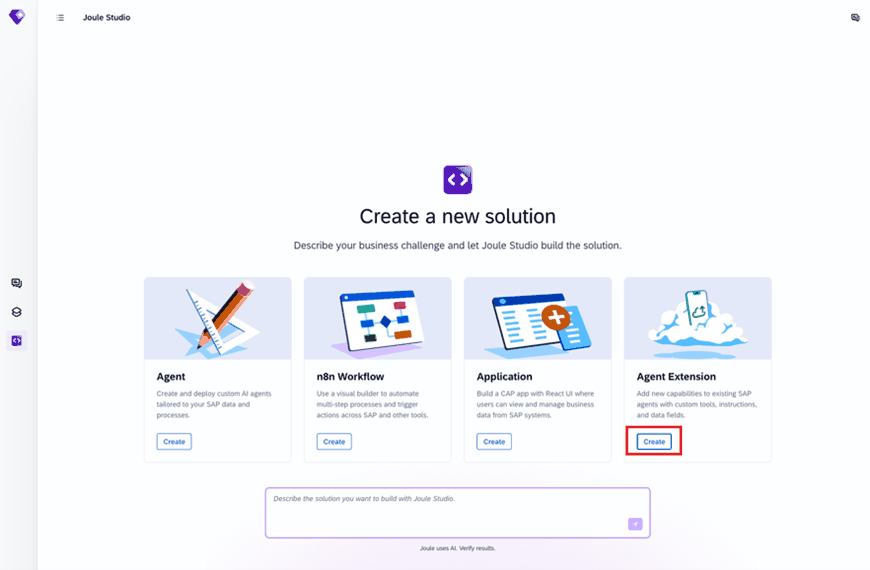 Joule Studio
Create a new solution
Describe your business challenge and let Joule Studio build the solution.
Agent
Create and deploy custom AI agents
tailored to your SAP data and
processes.
Create
n8n Workflow
Use a visual builder to automate
multi-step processes and trigger
actions across SAP and other tools.
Create
Application
Build a CAP app with React UI where
users can view and manage business
data from SAP systems.
Create
Agent Extension
Add new capabilities to existing SAP
agents with custom tools, instructions,
and data fields.
Create
Describe the solution you want to build with Joule Studio.
Joule uses AI. Verify results.